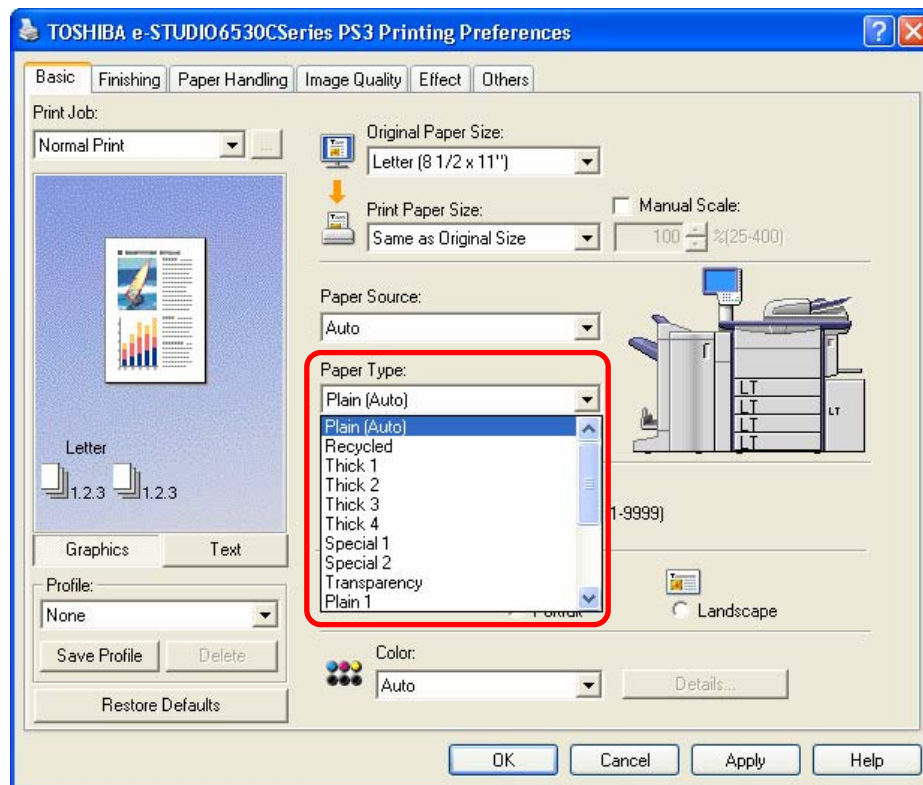 TOSHIBA e-STUDIO6530CSeries PS3 Printing Preferences
Basic Finishing Paper Handling Image Quality Effect Others
Print Job:
Normal Print ...
Original Paper Size:
Letter (8 1/2 x 11")
Print Paper Size:
Same as Original Size
Manual Scale:
100 %(25-400)
Paper Source:
Auto
Paper Type:
Plain (Auto)
Plain (Auto)
Recycled
Thick 1
Thick 2
Thick 3
Thick 4
Special 1
Special 2
Transparency
Plain 1
LT
LT
LT
LT
LT
1-9999)
Landscape
Letter
1.2.3 1.2.3
Graphics Text
Profile:
None
Save Profile Delete
Restore Defaults
Color:
Auto
Details...
OK Cancel Apply Help